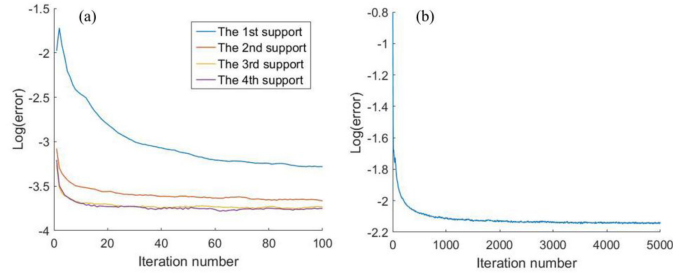 (a)
-1.5
-2
-2.5
-3
-3.5
-4
Log(error)
The 1st support
The 2nd support
The 3rd support
The 4th support
0 20 40 60 80 100
Iteration number
(b)
-0.8
-1
-1.2
-1.4
-1.6
-1.8
-2
-2.2
Log(error)
0 1000 2000 3000 4000 5000
Iteration number